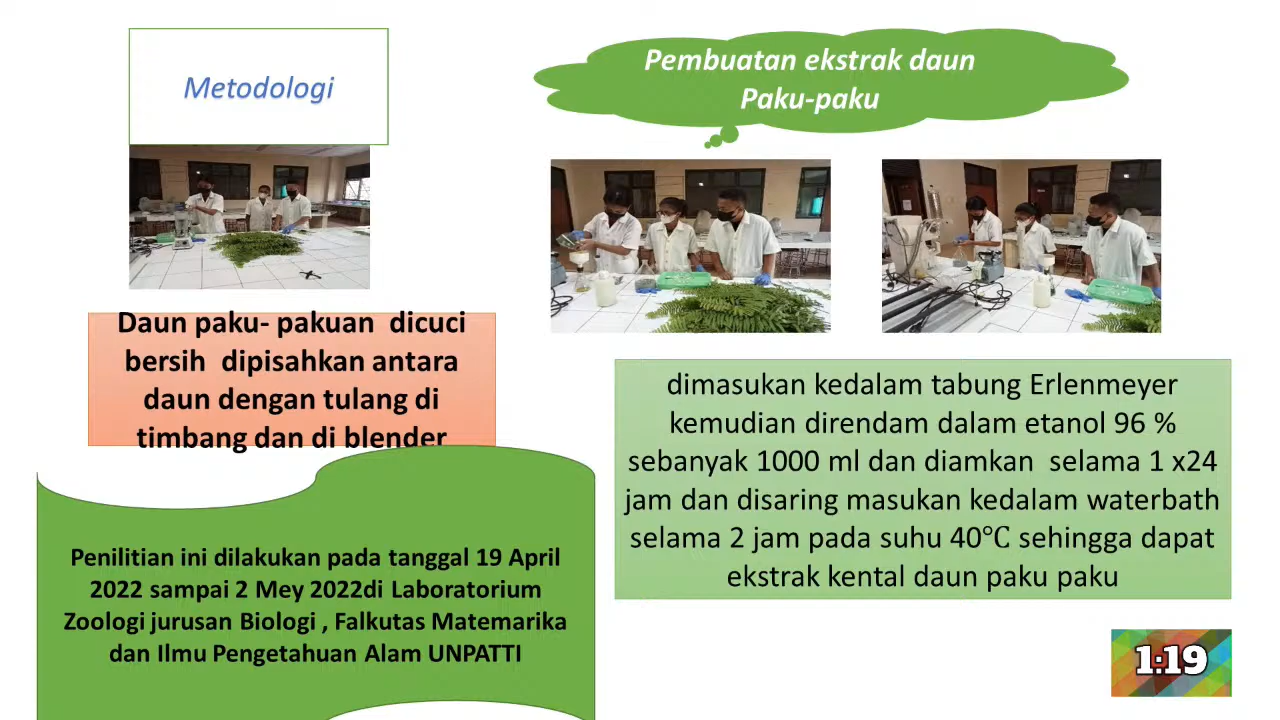 Metodologi
Pembuatan ekstrak daun
Paku-paku
Daun paku- pakuan  dicuci
bersih  dipisahkan antara
daun dengan tulang di
timbang dan di blender
dimasukan kedalam tabung Erlenmeyer
kemudian direndam dalam etanol 96 %
sebanyak 1000 ml dan diamkan  selama 1 x24
jam dan disaring masukan kedalam waterbath
selama 2 jam pada suhu 40℃ sehingga dapat
ekstrak kental daun paku paku
Penilitian ini dilakukan pada tanggal 19 April
2022 sampai 2 Mey 2022di Laboratorium
Zoologi jurusan Biologi , Falkutas Matemarika
dan Ilmu Pengetahuan Alam UNPATTI
1:19